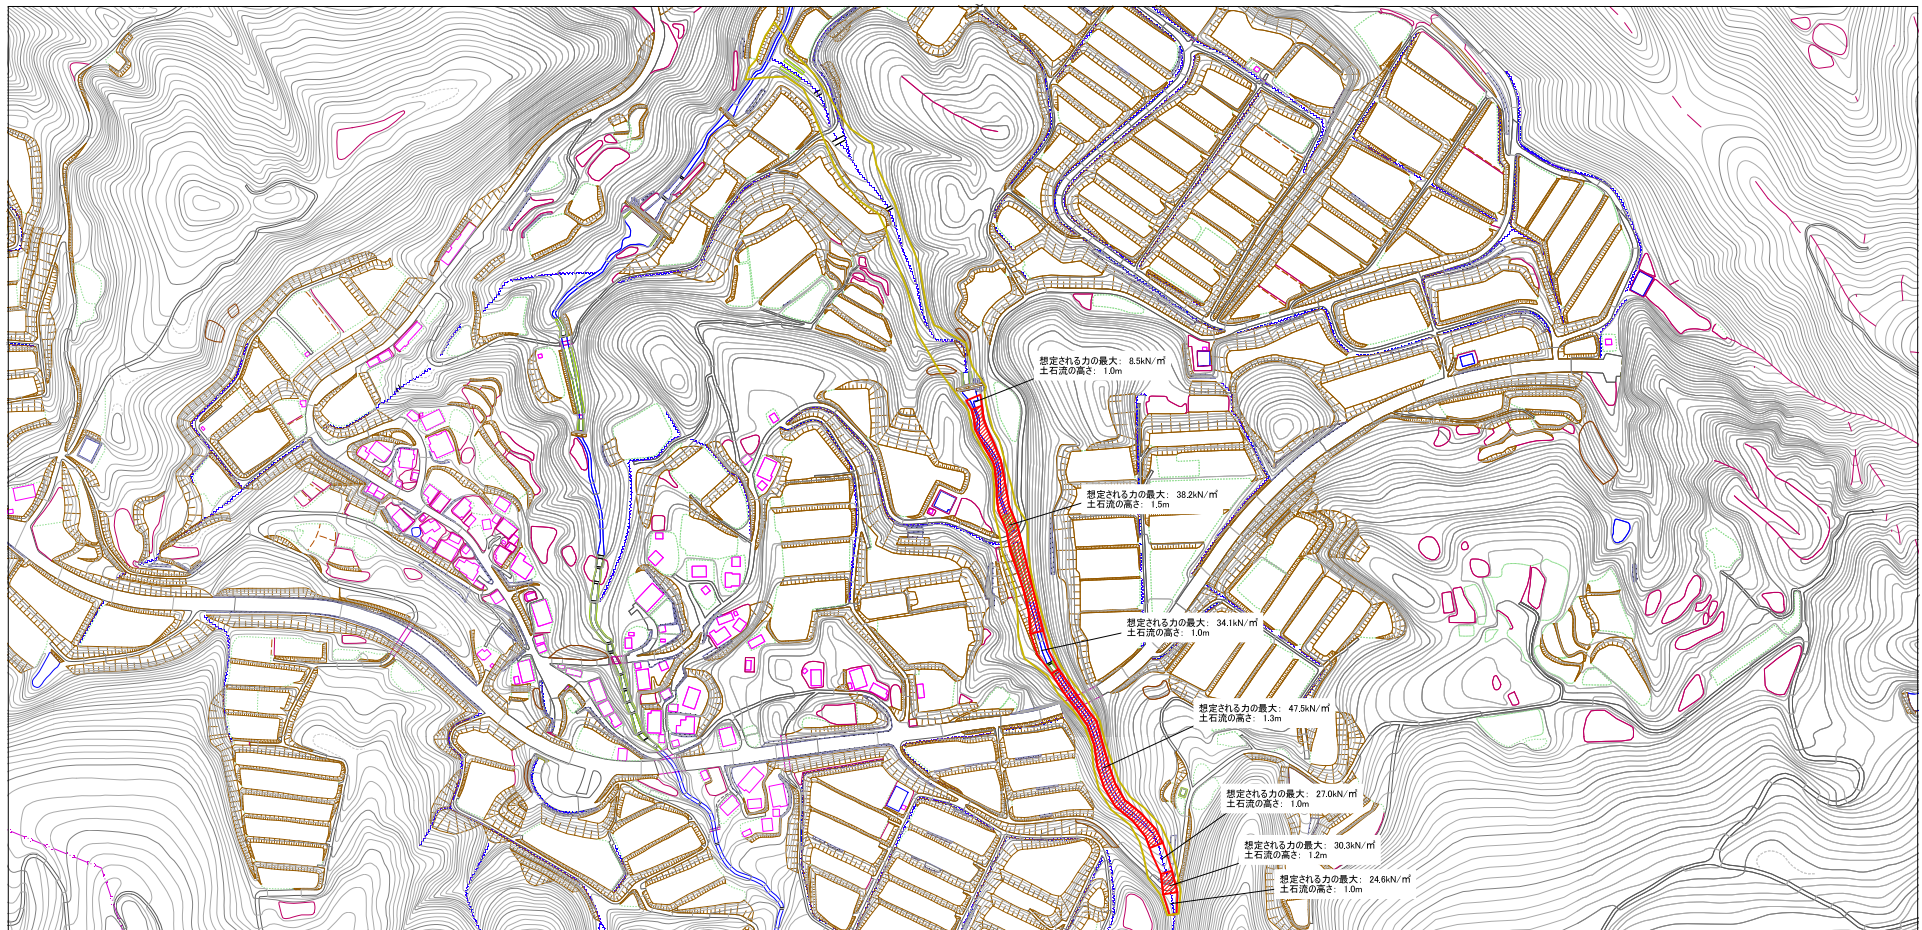 想定される力の最大： 8.5kN/㎡
土石流の高さ： 1.0m
想定される力の最大： 38.2kN/㎡
土石流の高さ： 1.5m
想定される力の最大： 34.1kN/㎡
土石流の高さ： 1.0m
想定される力の最大： 47.5kN/㎡
土石流の高さ： 1.3m
想定される力の最大： 27.0kN/㎡
土石流の高さ： 1.0m
想定される力の最大： 30.3kN/㎡
土石流の高さ： 1.2m
想定される力の最大： 24.6kN/㎡
土石流の高さ： 1.0m